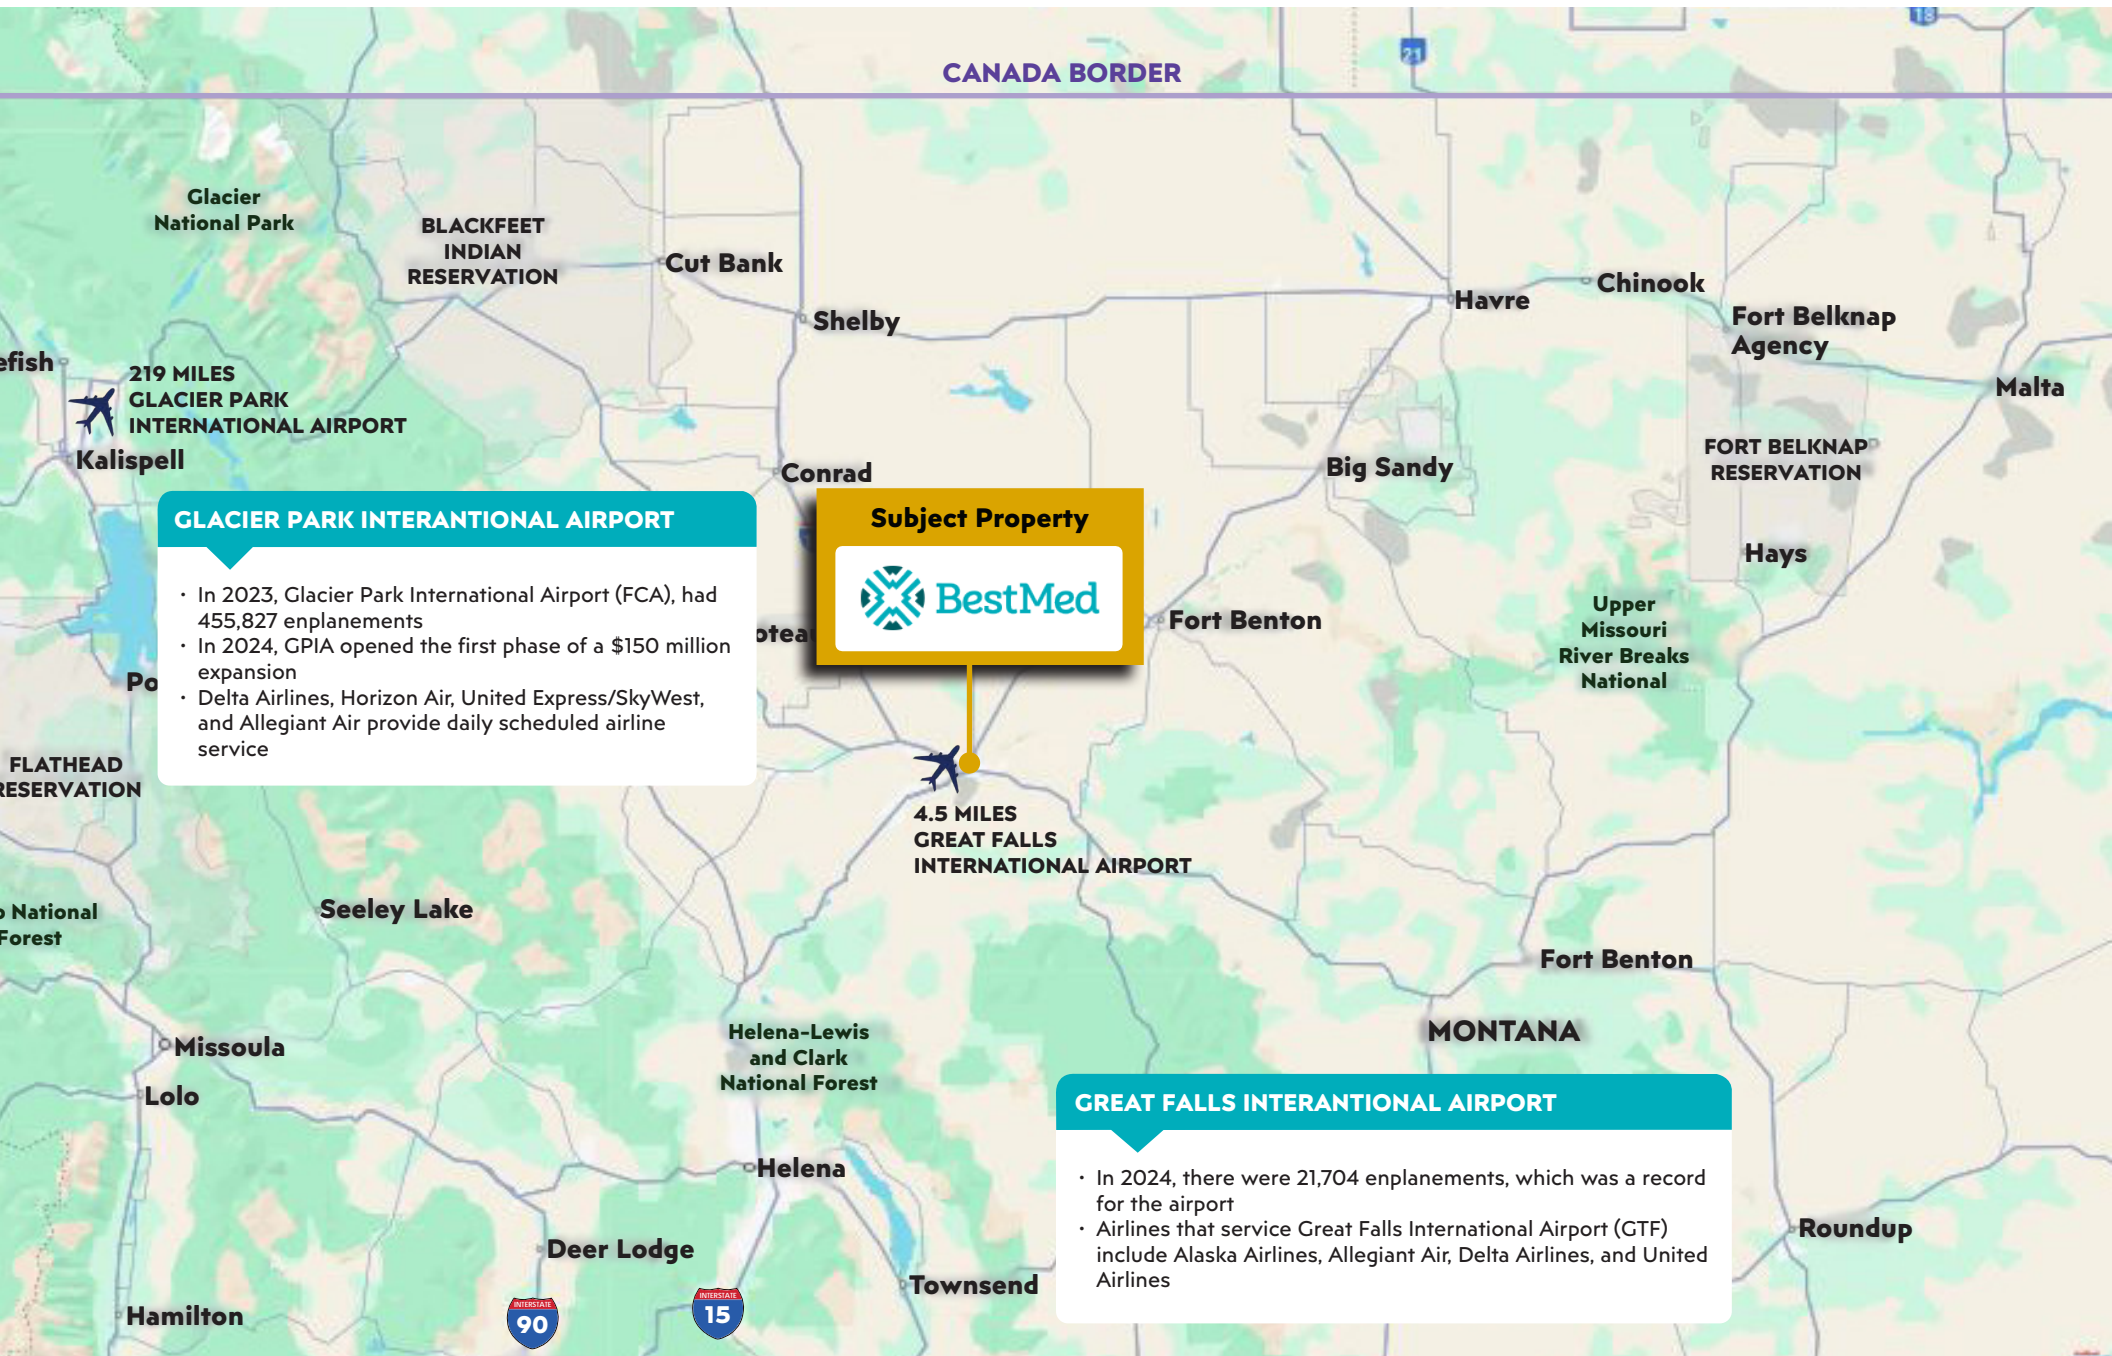 18
21
CANADA BORDER
Glacier
National Park
BLACKFEET
INDIAN
RESERVATION
Cut Bank
Shelby
Havre
Chinook
Fort Belknap
Agency
Malta
efish
219 MILES
GLACIER PARK
INTERNATIONAL AIRPORT
Kalispell
Conrad
Big Sandy
FORT BELKNAP
RESERVATION
Hays
GLACIER PARK INTERANTIONAL AIRPORT
· In 2023, Glacier Park International Airport (FCA), had
455,827 enplanements
· In 2024, GPIA opened the first phase of a $150 million
expansion
· Delta Airlines, Horizon Air, United Express/SkyWest,
and Allegiant Air provide daily scheduled airline
service
Subject Property
BestMed
otea
Fort Benton
Upper
Missouri
River Breaks
National
Po
FLATHEAD
RESERVATION
4.5 MILES
GREAT FALLS
INTERNATIONAL AIRPORT
Seeley Lake
o National
Forest
Fort Benton
MONTANA
Helena-Lewis
and Clark
National Forest
Missoula
Lolo
GREAT FALLS INTERANTIONAL AIRPORT
· In 2024, there were 21,704 enplanements, which was a record
for the airport
· Airlines that service Great Falls International Airport (GTF)
include Alaska Airlines, Allegiant Air, Delta Airlines, and United
Airlines
Helena
Roundup
Deer Lodge
Townsend
Hamilton
INTERSTATE
90
INTERSTATE
15